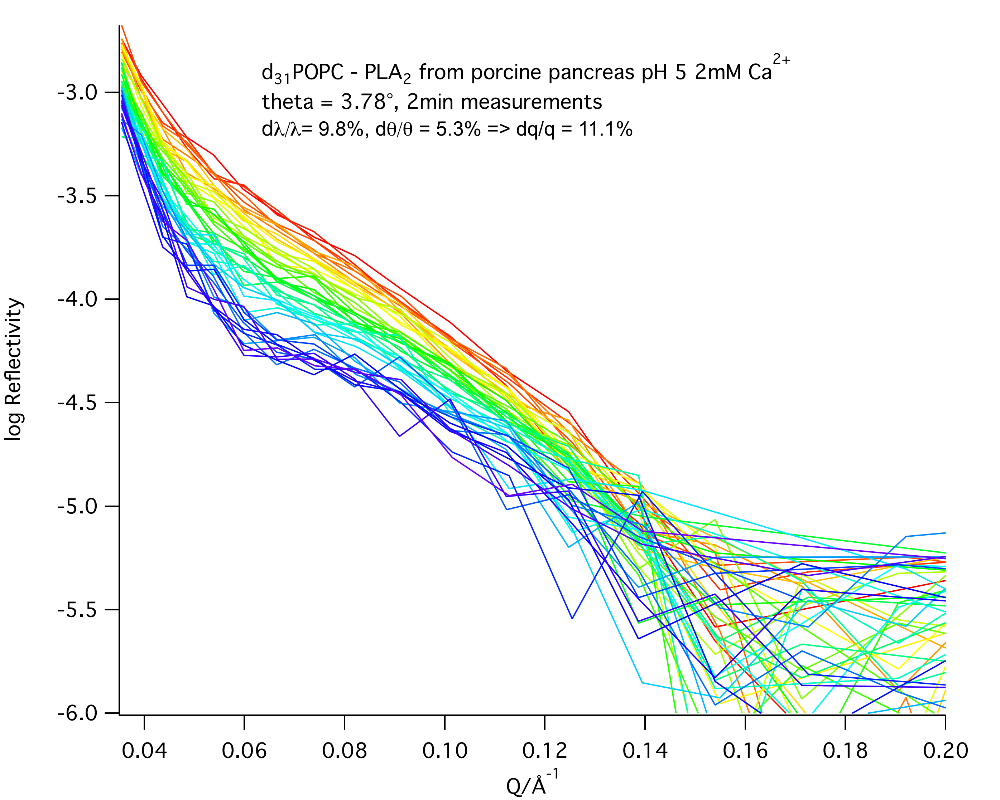 d31POPC - PLA2 from porcine pancreas pH 5 2mM Ca2+
theta = 3.78°, 2min measurements
dλ/λ= 9.8%, dθ/θ = 5.3% => dq/q = 11.1%
log Reflectivity
-3.0
-3.5
-4.0
-4.5
-5.0
-5.5
-6.0
0.04 0.06 0.08 0.10 0.12 0.14 0.16 0.18 0.20
Q/Å-1